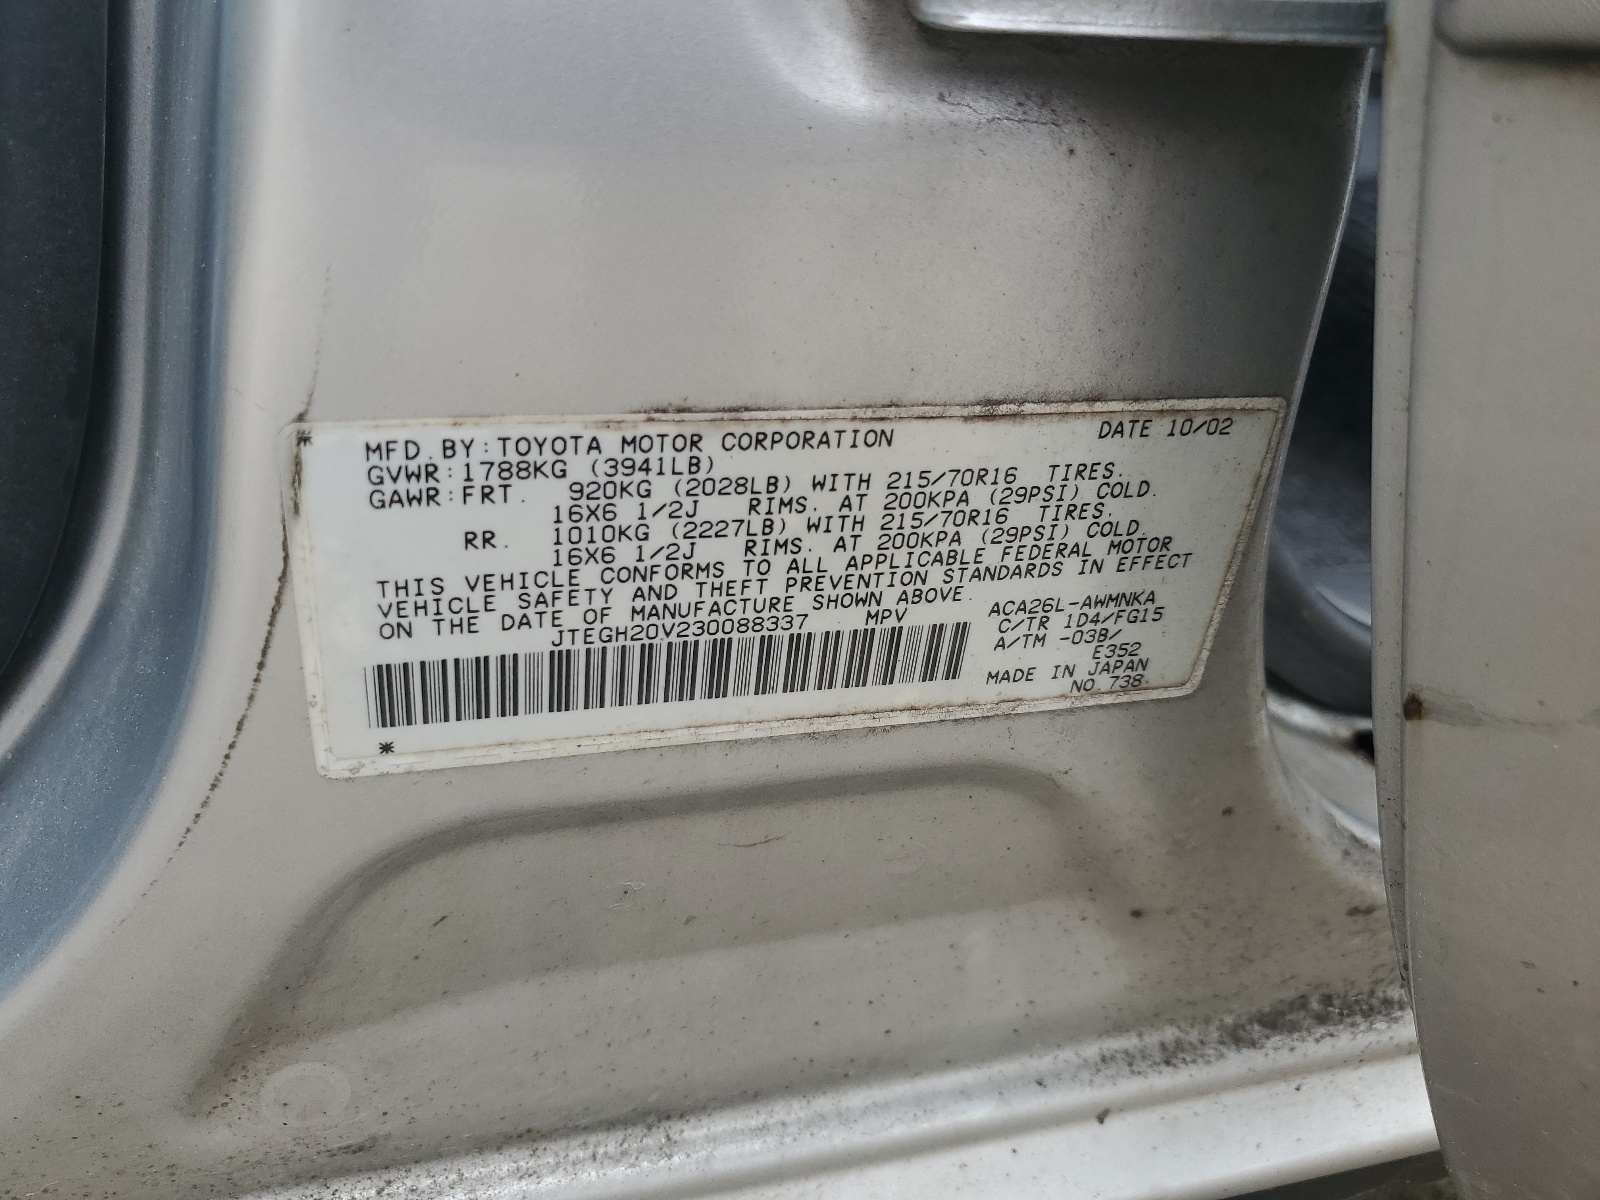 MFD. BY: TOYOTA MOTOR CORPORATION DATE 10/02
GVWR: 1788KG (3941LB)
GAWR: FRT. 920KG (2028LB) WITH 215/70R16 TIRES.
16X6 1/2J RIMS. AT 200KPA (29PSI) COLD.
RR. 1010KG (2227LB) WITH 215/70R16 TIRES.
16X6 1/2J RIMS. AT 200KPA (29PSI) COLD.
THIS VEHICLE CONFORMS TO ALL APPLICABLE FEDERAL MOTOR
VEHICLE SAFETY AND THEFT PREVENTION STANDARDS IN EFFECT
ON THE DATE OF MANUFACTURE SHOWN ABOVE.
JTEGH20V230088337 MPV
ACA26L-AWMNKA
C/TR 1D4/FG15
A/TM -03B/
E352
MADE IN JAPAN
NO.738